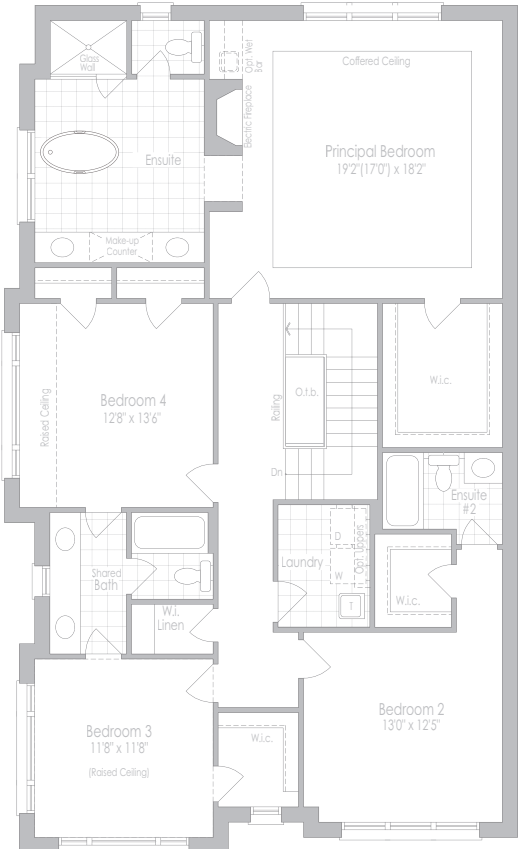 Glass
Wall
Opt. Wet
Bar
Coffered Ceiling
Electric Fireplace
Principal Bedroom
19'2"(17'0") x 18'2"
Ensuite
Make-up
Counter
W.i.c.
Bedroom 4
12'8" x 13'6"
Raised Ceiling
Railing
O.t.b.
Dn
Ensuite
#2
Shared
Bath
Laundry
D
W
Opt. Uppers
T
W.i.c.
W.i.
Linen
Bedroom 3
11'8" x 11'8"
(Raised Ceiling)
W.i.c.
Bedroom 2
13'0" x 12'5"